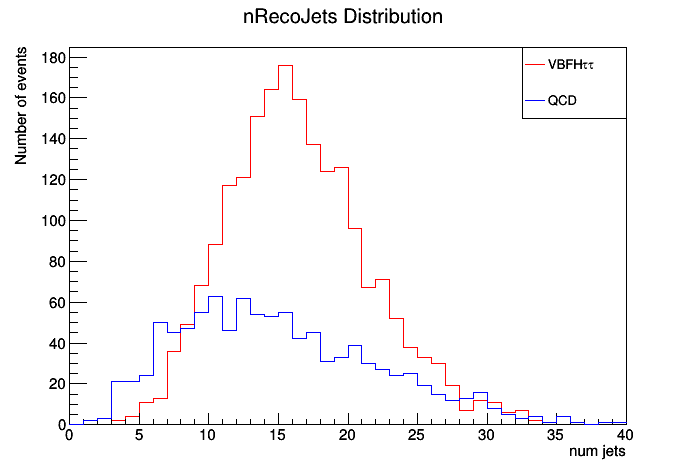 nRecoJets Distribution
Number of events
180
160
140
120
100
80
60
40
20
0
VBFHττ
QCD
0 5 10 15 20 25 30 35 40
num jets